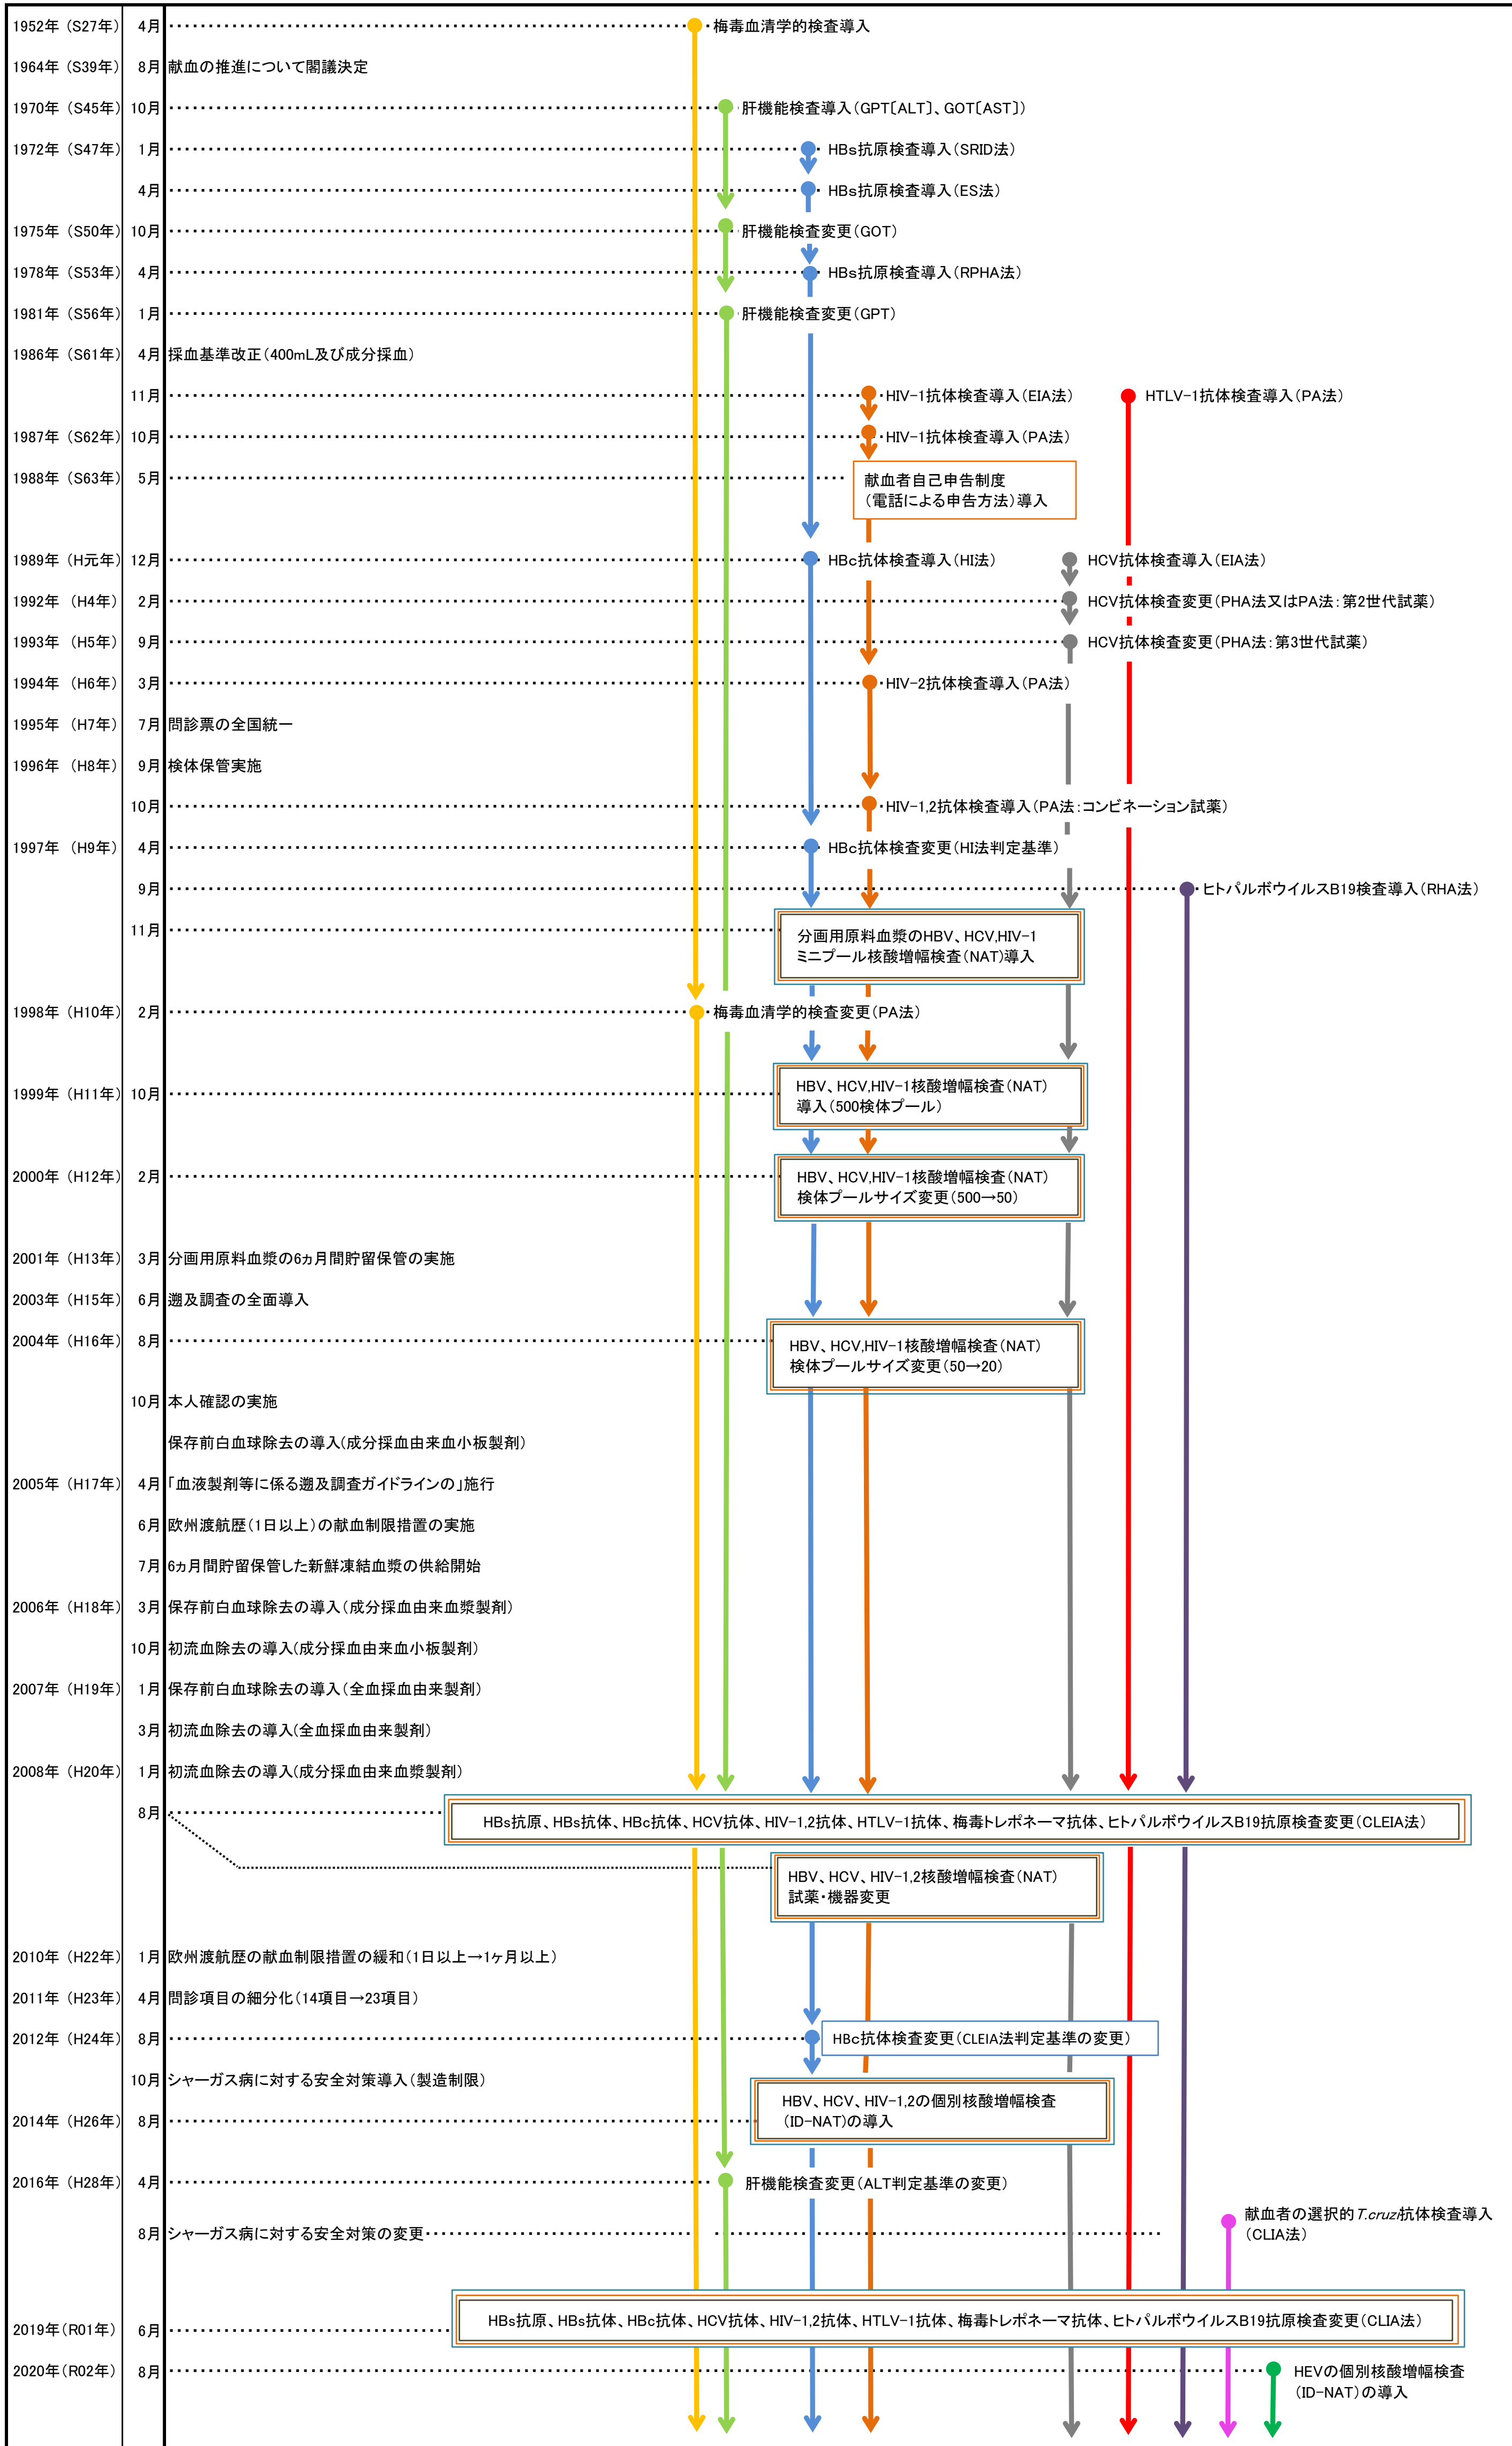 1952年 (S27年) 4月 梅毒血清学的検査導入
1964年 (S39年) 8月 献血の推進について閣議決定
1970年 (S45年) 10月 肝機能検査導入(GPT〔ALT〕、GOT〔AST〕)
1972年 (S47年) 1月 HBs抗原検査導入(SRID法)
4月 HBs抗原検査導入(ES法)
1975年 (S50年) 10月 肝機能検査変更(GOT)
1978年 (S53年) 4月 HBs抗原検査導入(RPHA法)
1981年 (S56年) 1月 肝機能検査変更(GPT)
1986年 (S61年) 4月 採血基準改正(400mL及び成分採血)
11月 HIV-1抗体検査導入(EIA法) HTLV-1抗体検査導入(PA法)
1987年 (S62年) 10月 HIV-1抗体検査導入(PA法)
1988年 (S63年) 5月 献血者自己申告制度
(電話による申告方法)導入
1989年 (H元年) 12月 HBc抗体検査導入(HI法) HCV抗体検査導入(EIA法)
1992年 (H4年) 2月 HCV抗体検査変更(PHA法又はPA法:第2世代試薬)
1993年 (H5年) 9月 HCV抗体検査変更(PHA法:第3世代試薬)
1994年 (H6年) 3月 HIV-2抗体検査導入(PA法)
1995年 (H7年) 7月 問診票の全国統一
1996年 (H8年) 9月 検体保管実施
10月 HIV-1,2抗体検査導入(PA法:コンビネーション試薬)
1997年 (H9年) 4月 HBc抗体検査変更(HI法判定基準)
9月 ヒトパルボウイルスB19検査導入(RHA法)
11月 分画用原料血漿のHBV、HCV,HIV-1
ミニプール核酸増幅検査(NAT)導入
1998年 (H10年) 2月 梅毒血清学的検査変更(PA法)
1999年 (H11年) 10月 HBV、HCV,HIV-1核酸増幅検査(NAT)
導入(500検体プール)
2000年 (H12年) 2月 HBV、HCV,HIV-1核酸増幅検査(NAT)
検体プールサイズ変更(500→50)
2001年 (H13年) 3月 分画用原料血漿の6ヵ月間貯留保管の実施
2003年 (H15年) 6月 遡及調査の全面導入
2004年 (H16年) 8月 HBV、HCV,HIV-1核酸増幅検査(NAT)
検体プールサイズ変更(50→20)
10月 本人確認の実施
保存前白血球除去の導入(成分採血由来血小板製剤)
2005年 (H17年) 4月 「血液製剤等に係る遡及調査ガイドラインの」施行
6月 欧州渡航歴(1日以上)の献血制限措置の実施
7月 6ヵ月間貯留保管した新鮮凍結血漿の供給開始
2006年 (H18年) 3月 保存前白血球除去の導入(成分採血由来血漿製剤)
10月 初流血除去の導入(成分採血由来血小板製剤)
2007年 (H19年) 1月 保存前白血球除去の導入(全血採血由来製剤)
3月 初流血除去の導入(全血採血由来製剤)
2008年 (H20年) 1月 初流血除去の導入(成分採血由来血漿製剤)
8月 HBs抗原、HBs抗体、HBc抗体、HCV抗体、HIV-1,2抗体、HTLV-1抗体、梅毒トレポネーマ抗体、ヒトパルボウイルスB19抗原検査変更(CLEIA法)
HBV、HCV、HIV-1,2核酸増幅検査(NAT)
試薬・機器変更
2010年 (H22年) 1月 欧州渡航歴の献血制限措置の緩和(1日以上→1ヶ月以上)
2011年 (H23年) 4月 問診項目の細分化(14項目→23項目)
2012年 (H24年) 8月 HBc抗体検査変更(CLEIA法判定基準の変更)
10月 シャーガス病に対する安全対策導入(製造制限)
2014年 (H26年) 8月 HBV、HCV、HIV-1,2の個別核酸増幅検査
(ID-NAT)の導入
2016年 (H28年) 4月 肝機能検査変更(ALT判定基準の変更)
8月 シャーガス病に対する安全対策の変更 献血者の選択的T.cruzi抗体検査導入
(CLIA法)
2019年(R01年) 6月 HBs抗原、HBs抗体、HBc抗体、HCV抗体、HIV-1,2抗体、HTLV-1抗体、梅毒トレポネーマ抗体、ヒトパルボウイルスB19抗原検査変更(CLIA法)
2020年(R02年) 8月 HEVの個別核酸増幅検査
(ID-NAT)の導入